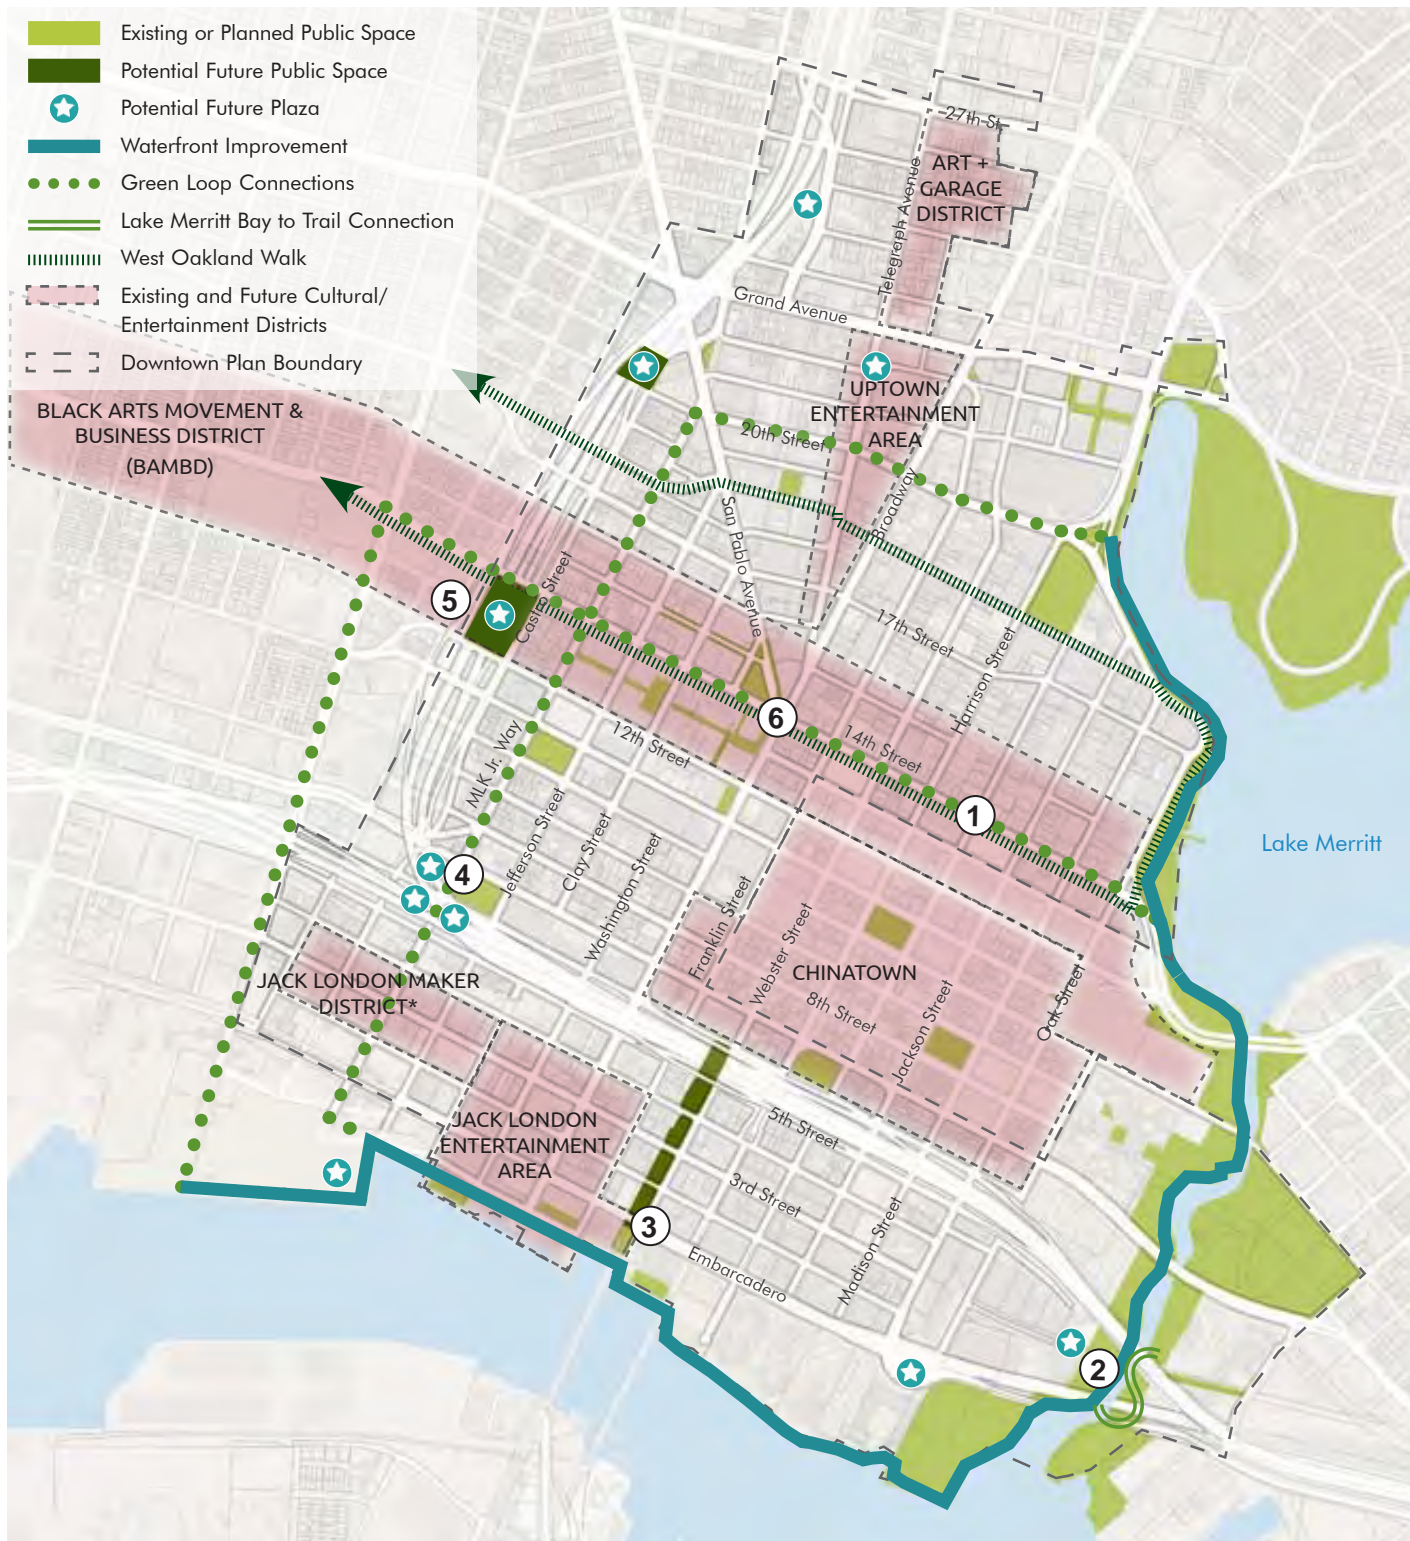 Existing or Planned Public Space
Potential Future Public Space
Potential Future Plaza
Waterfront Improvement
Green Loop Connections
Lake Merritt Bay to Trail Connection
West Oakland Walk
Existing and Future Cultural/
Entertainment Districts
Downtown Plan Boundary
27th St.
ART +
GARAGE
DISTRICT
Telegraph Avenue
Grand Avenue
UPTOWN
ENTERTAINMENT
AREA
BLACK ARTS MOVEMENT &
BUSINESS DISTRICT
(BAMBD)
20th Street
Broadway
San Pablo Avenue
Castro Street
5
17th Street
Harrison Street
6
14th Street
12th Street
MLK Jr. Way
1
Lake Merritt
Jefferson Street
Clay Street
Washington Street
4
Franklin Street
Webster Street
CHINATOWN
8th Street
Jackson Street
Oak Street
JACK LONDON MAKER
DISTRICT*
JACK LONDON
ENTERTAINMENT
AREA
5th Street
3rd Street
3
Madison Street
Embarcadero
2